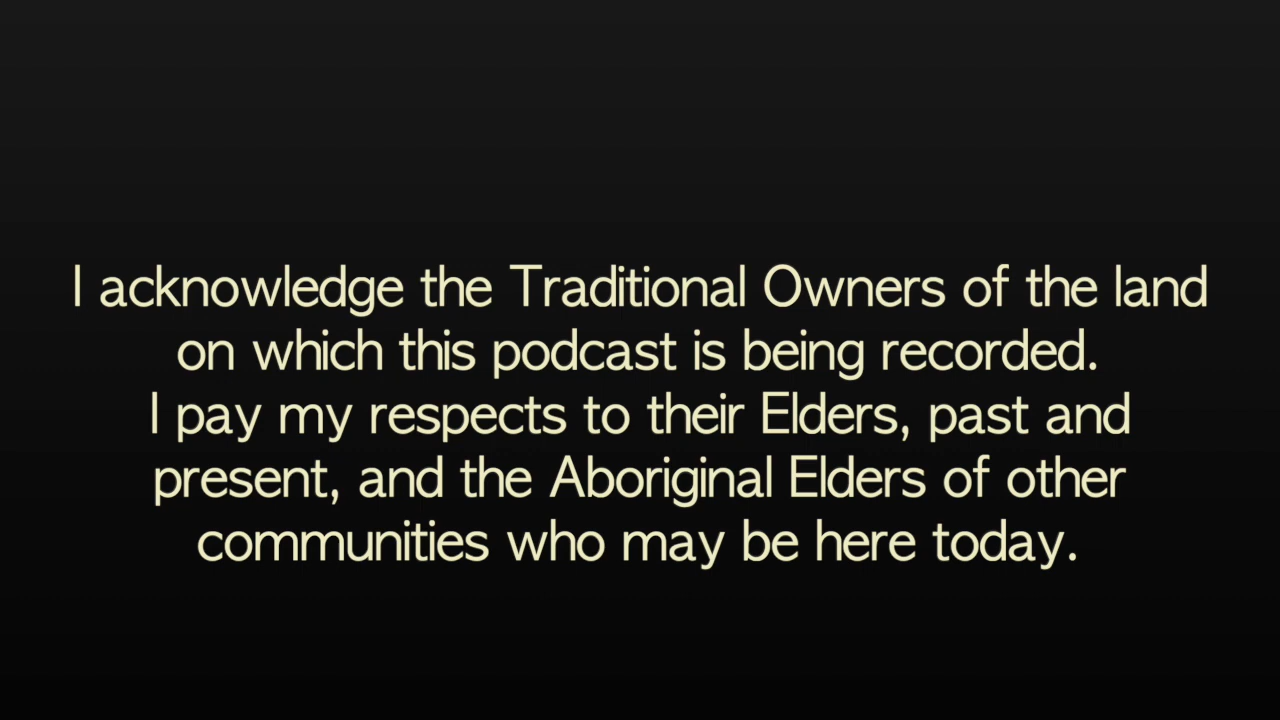 I acknowledge the Traditional Owners of the land
on which this podcast is being recorded.
I pay my respects to their Elders, past and
present, and the Aboriginal Elders of other
communities who may be here today.